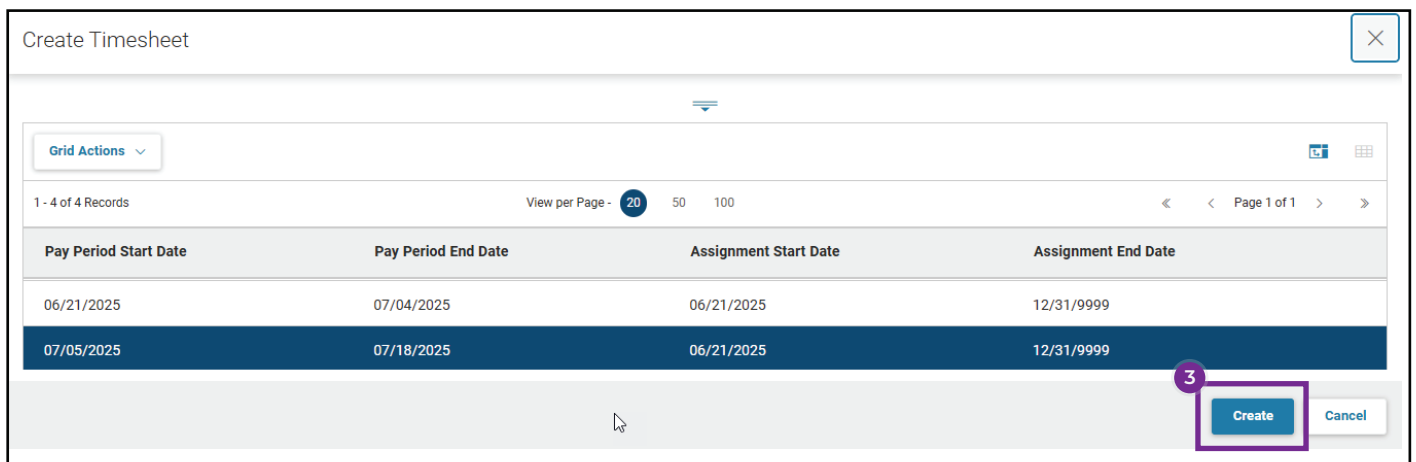 Create Timesheet
Grid Actions
1 - 4 of 4 Records View per Page - 20 50 100 Page 1 of 1
Pay Period Start Date Pay Period End Date Assignment Start Date Assignment End Date
06/21/2025 07/04/2025 06/21/2025 12/31/9999
07/05/2025 07/18/2025 06/21/2025 12/31/9999
3
Create Cancel